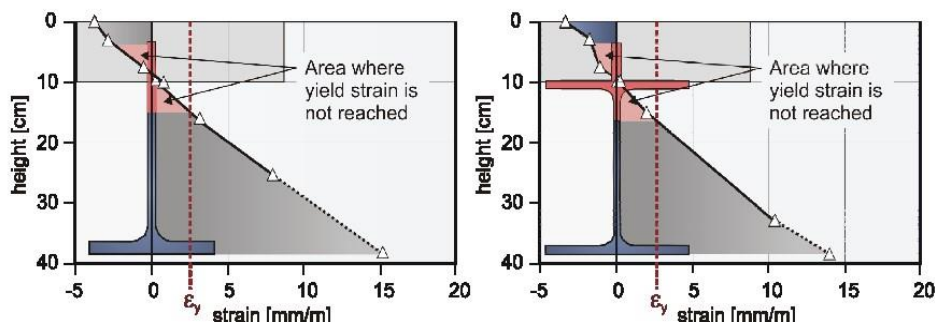 0
10
20
30
40
height [cm]
-5 0 5 10 15 20
εy
strain [mm/m]
Area where
yield strain is
not reached
0
10
20
30
40
height [cm]
-5 0 5 10 15 20
εy
strain [mm/m]
Area where
yield strain is
not reached